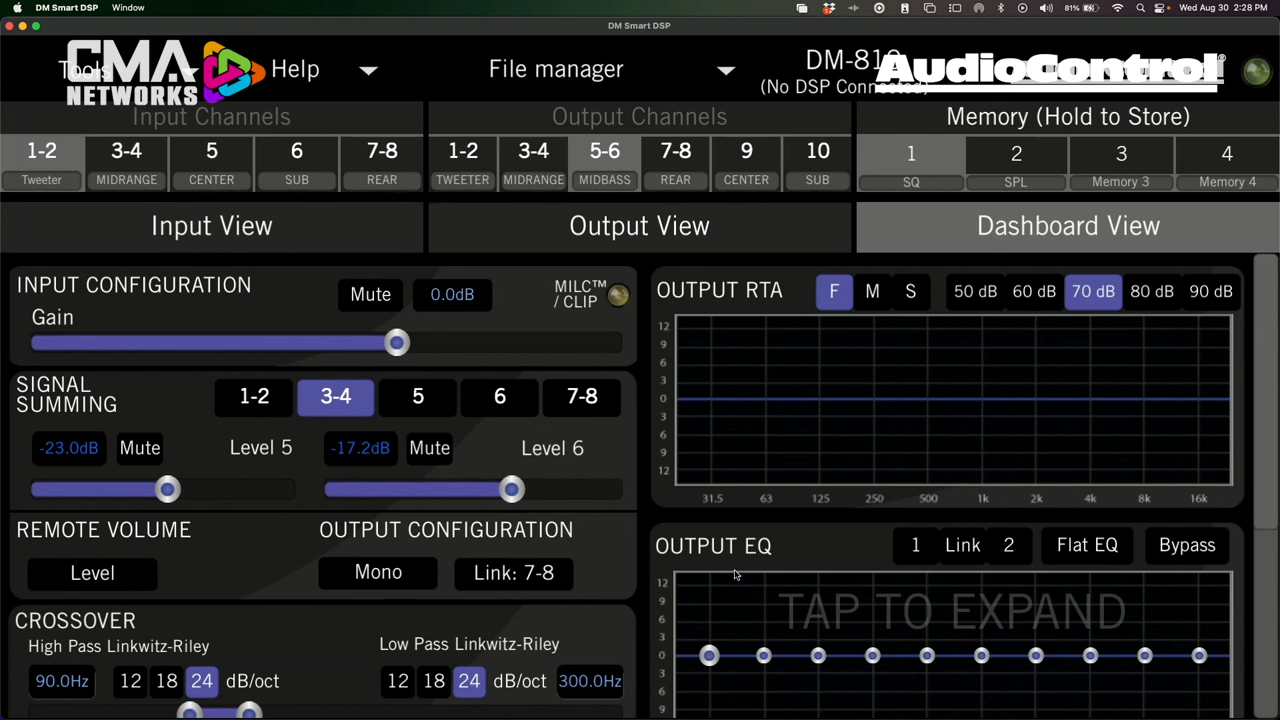 DM Smart DSP Window
81% Wed Aug 30 2:28 PM
DM Smart DSP
CMA
NETWORKS
Tools Help File manager
DM-810
(No DSP Connected)
AudioControl®
Input Channels Output Channels Memory (Hold to Store)
1-2 3-4 5 6 7-8 1-2 3-4 5-6 7-8 9 10 1 2 3 4
Tweeter MIDRANGE CENTER SUB REAR TWEETER MIDRANGE MIDBASS REAR CENTER SUB SQ SPL Memory 3 Memory 4
Input View Output View Dashboard View
INPUT CONFIGURATION Mute 0.0dB MILC™
/ CLIP
Gain
SIGNAL
SUMMING
1-2 3-4 5 6 7-8
-23.0dB Mute Level 5 -17.2dB Mute Level 6
REMOTE VOLUME OUTPUT CONFIGURATION
Level Mono Link: 7-8
CROSSOVER
High Pass Linkwitz-Riley Low Pass Linkwitz-Riley
90.0Hz 12 18 24 dB/oct 12 18 24 dB/oct 300.0Hz
OUTPUT RTA F M S 50 dB 60 dB 70 dB 80 dB 90 dB
12
9
6
3
0
3
6
9
12
31.5 63 125 250 500 1k 2k 4k 8k 16k
OUTPUT EQ 1 Link 2 Flat EQ Bypass
12
9
6
3
0
3
6
9
TAP TO EXPAND